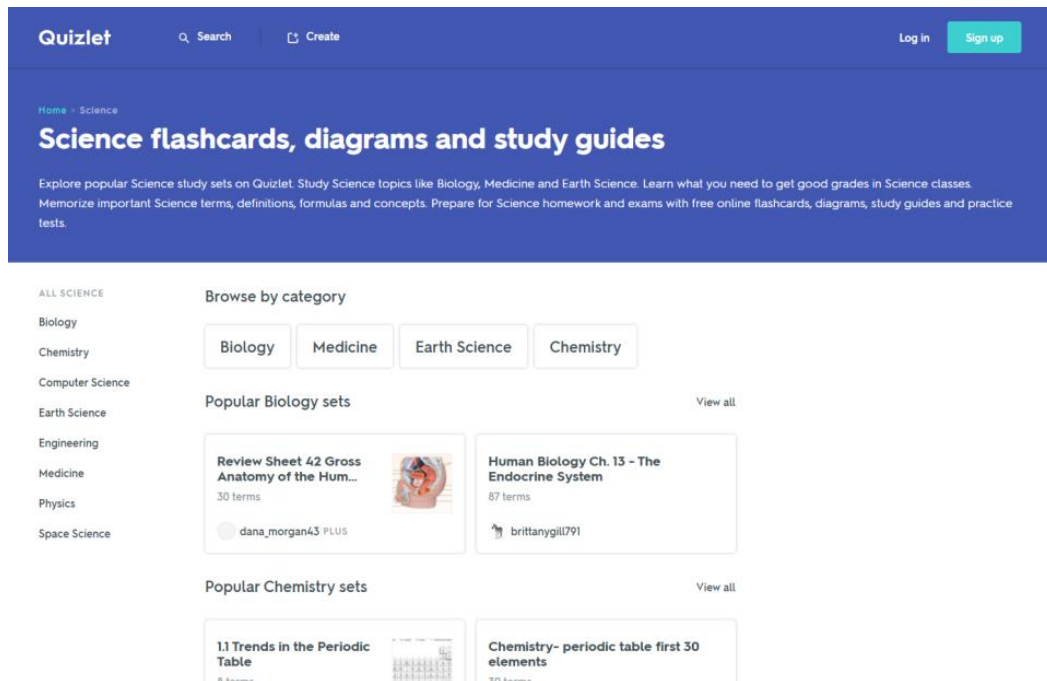 Quizlet
Search
Create
Log in
Sign up
Home > Science
Science flashcards, diagrams and study guides
Explore popular Science study sets on Quizlet. Study Science topics like Biology, Medicine and Earth Science. Learn what you need to get good grades in Science classes.
Memorize important Science terms, definitions, formulas and concepts. Prepare for Science homework and exams with free online flashcards, diagrams, study guides and practice
tests.
ALL SCIENCE
Biology
Chemistry
Computer Science
Earth Science
Engineering
Medicine
Physics
Space Science
Browse by category
Biology
Medicine
Earth Science
Chemistry
Popular Biology sets
View all
Review Sheet 42 Gross
Anatomy of the Hum...
30 terms
dana_morgan43 PLUS
Human Biology Ch. 13 - The
Endocrine System
87 terms
brittanygill791
Popular Chemistry sets
View all
1.1 Trends in the Periodic
Table
Chemistry- periodic table first 30
elements